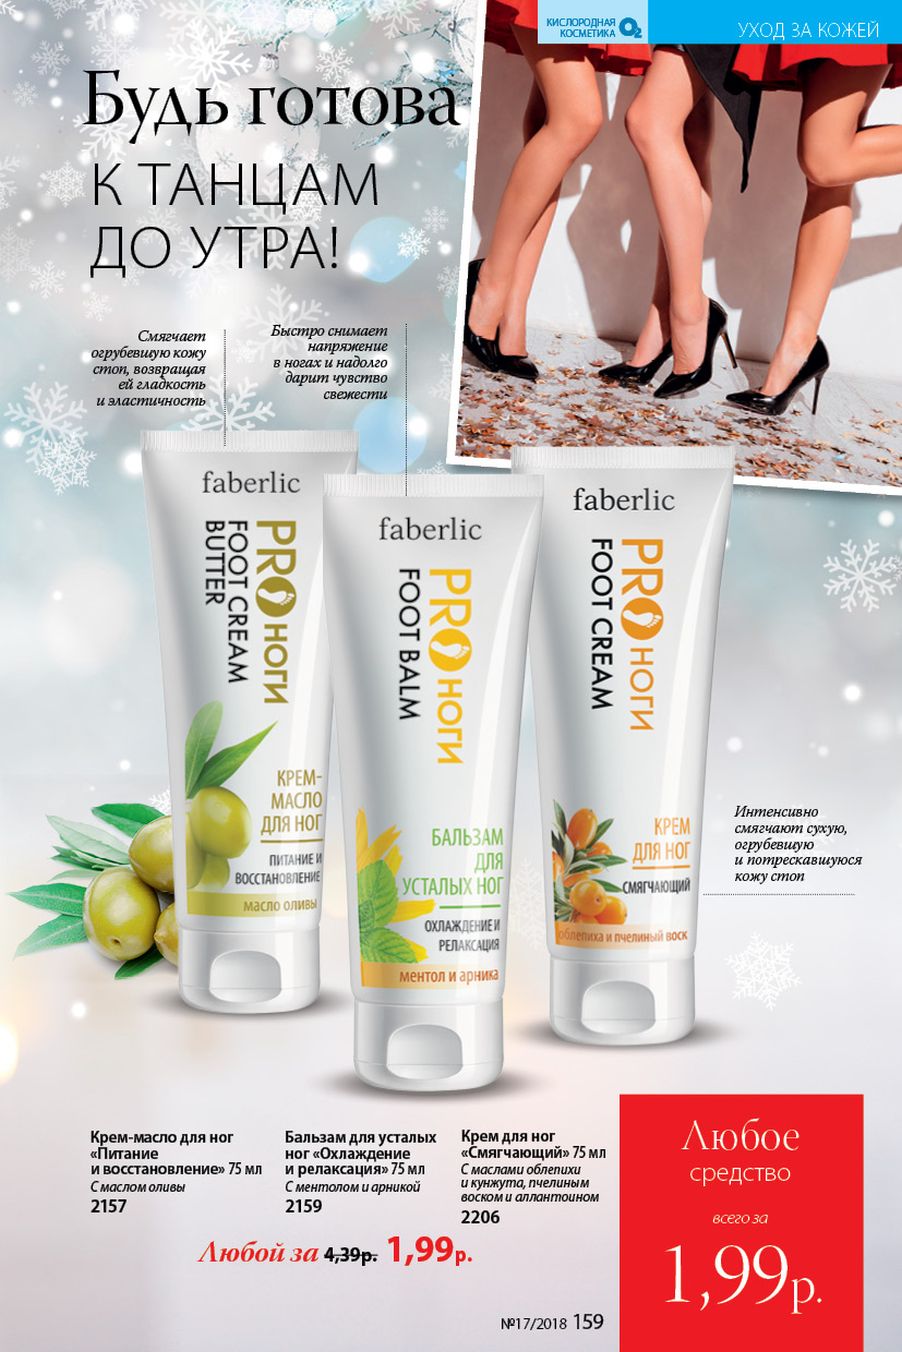 КИСЛОРОДНАЯ
КОСМЕТИКА O2
УХОД ЗА КОЖЕЙ
Будь готова
К ТАНЦАМ
ДО УТРА!
Смягчает
огрубевшую кожу
стоп, возвращая
ей гладкость
и эластичность
Быстро снимает
напряжение
в ногах и надолго
дарит чувство
свежести
faberlic
PRO НОГИ
FOOT CREAM
BUTTER
КРЕМ-
МАСЛО
ДЛЯ НОГ
ПИТАНИЕ И
ВОССТАНОВЛЕНИЕ
масло оливы
faberlic
PRO НОГИ
FOOT BALM
БАЛЬЗАМ
ДЛЯ
УСТАЛЫХ НОГ
ОХЛАЖДЕНИЕ И
РЕЛАКСАЦИЯ
ментол и арника
faberlic
PRO НОГИ
FOOT CREAM
КРЕМ
ДЛЯ НОГ
СМЯГЧАЮЩИЙ
облепиха и пчелиный воск
Интенсивно
смягчают сухую,
огрубевшую
и потрескавшуюся
кожу стоп
Крем-масло для ног
«Питание
и восстановление» 75 мл
С маслом оливы
2157
Бальзам для усталых
ног «Охлаждение
и релаксация» 75 мл
С ментолом и арникой
2159
Крем для ног
«Смягчающий» 75 мл
С маслами облепихи
и кунжута, пчелиным
воском и аллантоином
2206
Любой за 4,39р. 1,99р.
Любое
средство
всего за
1,99р.
№17/2018 159